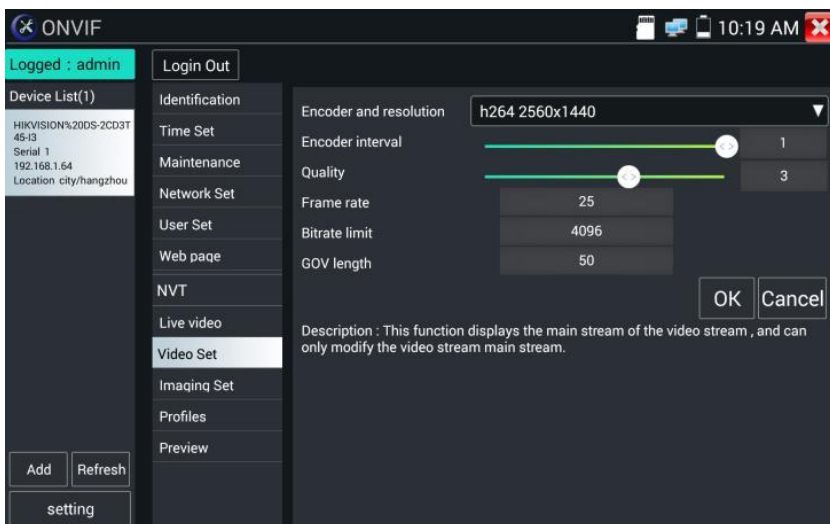 ONVIF
10:19 AM
Logged : admin
Login Out
Device List(1)
HIKVISION%20DS-2CD3T
45-I3
Serial 1
192.168.1.64
Location city/hangzhou
Identification
Time Set
Maintenance
Network Set
User Set
Web page
NVT
Live video
Video Set
Imaging Set
Profiles
Preview
Encoder and resolution h264 2560x1440
Encoder interval 1
Quality 3
Frame rate 25
Bitrate limit 4096
GOV length 50
OK Cancel
Description : This function displays the main stream of the video stream , and can
only modify the video stream main stream.
Add Refresh
setting